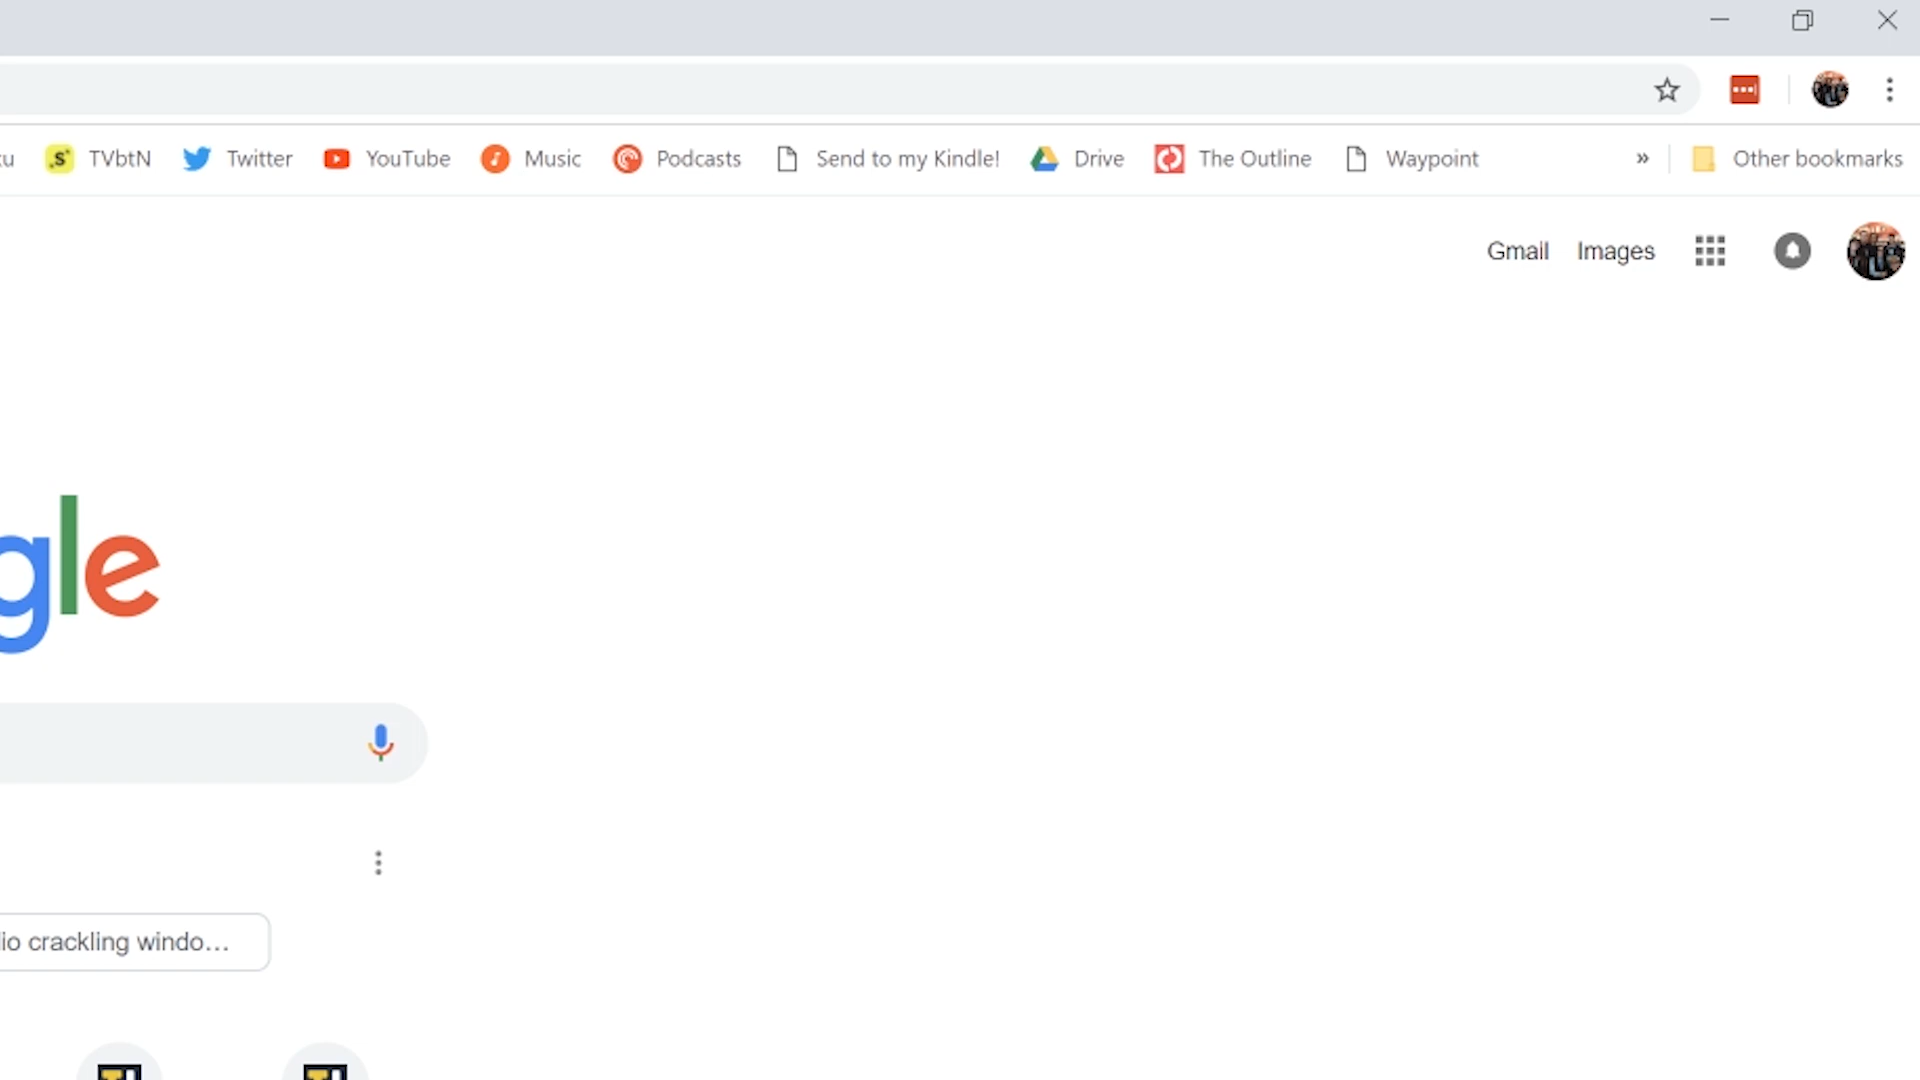 TVbtN Twitter YouTube Music Podcasts Send to my Kindle! Drive The Outline Waypoint » Other bookmarks
Gmail Images
gle
crackling windo...